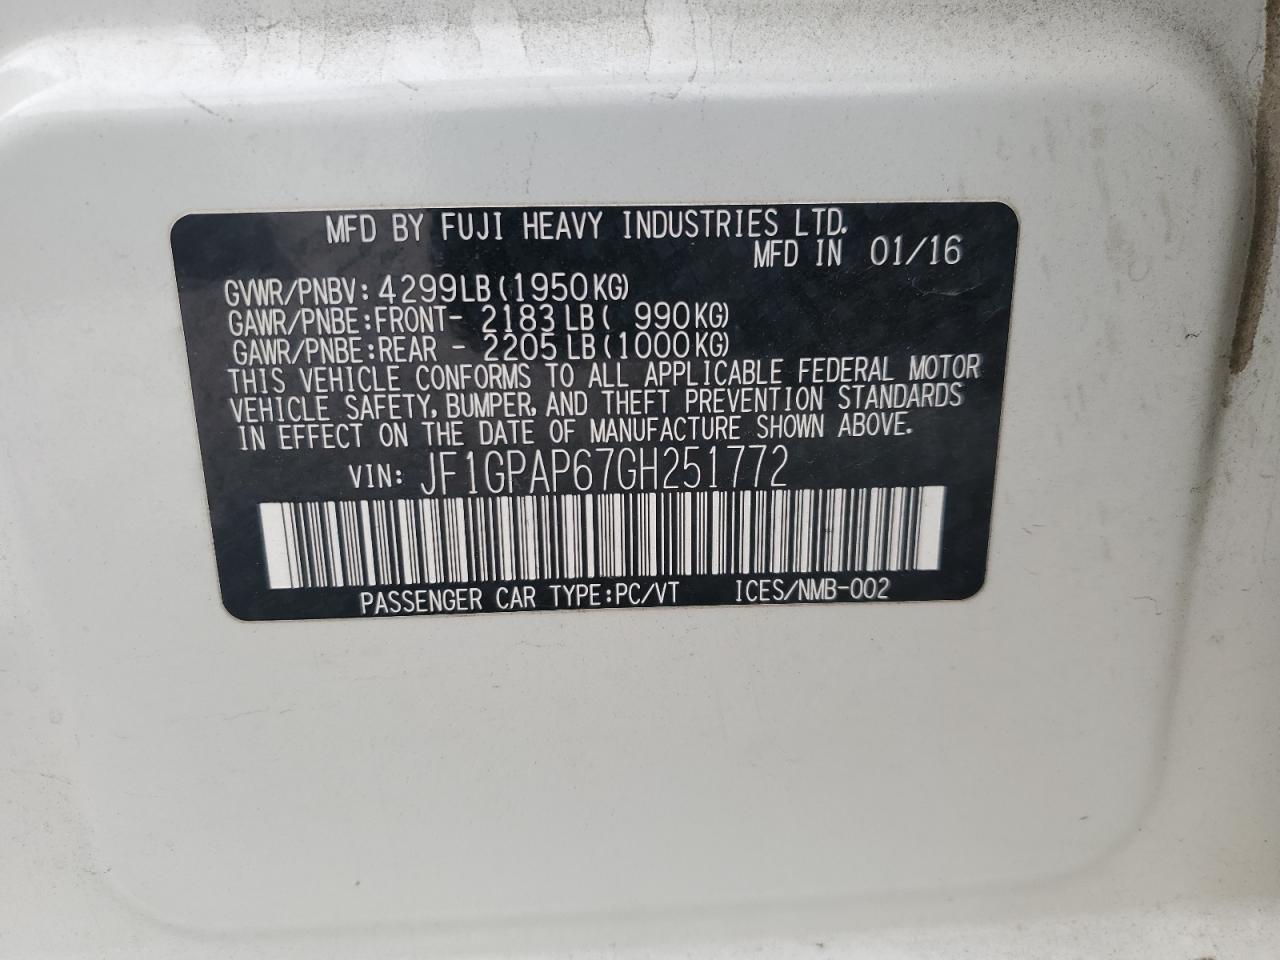 MFD BY FUJI HEAVY INDUSTRIES LTD.
MFD IN 01/16
GVWR/PNBV: 4299LB(1950KG)
GAWR/PNBE:FRONT- 2183LB( 990KG)
GAWR/PNBE:REAR - 2205LB(1000KG)
THIS VEHICLE CONFORMS TO ALL APPLICABLE FEDERAL MOTOR
VEHICLE SAFETY, BUMPER, AND THEFT PREVENTION STANDARDS
IN EFFECT ON THE DATE OF MANUFACTURE SHOWN ABOVE.
VIN: JF1GPAP67GH251772
PASSENGER CAR TYPE:PC/VT ICES/NMB-002